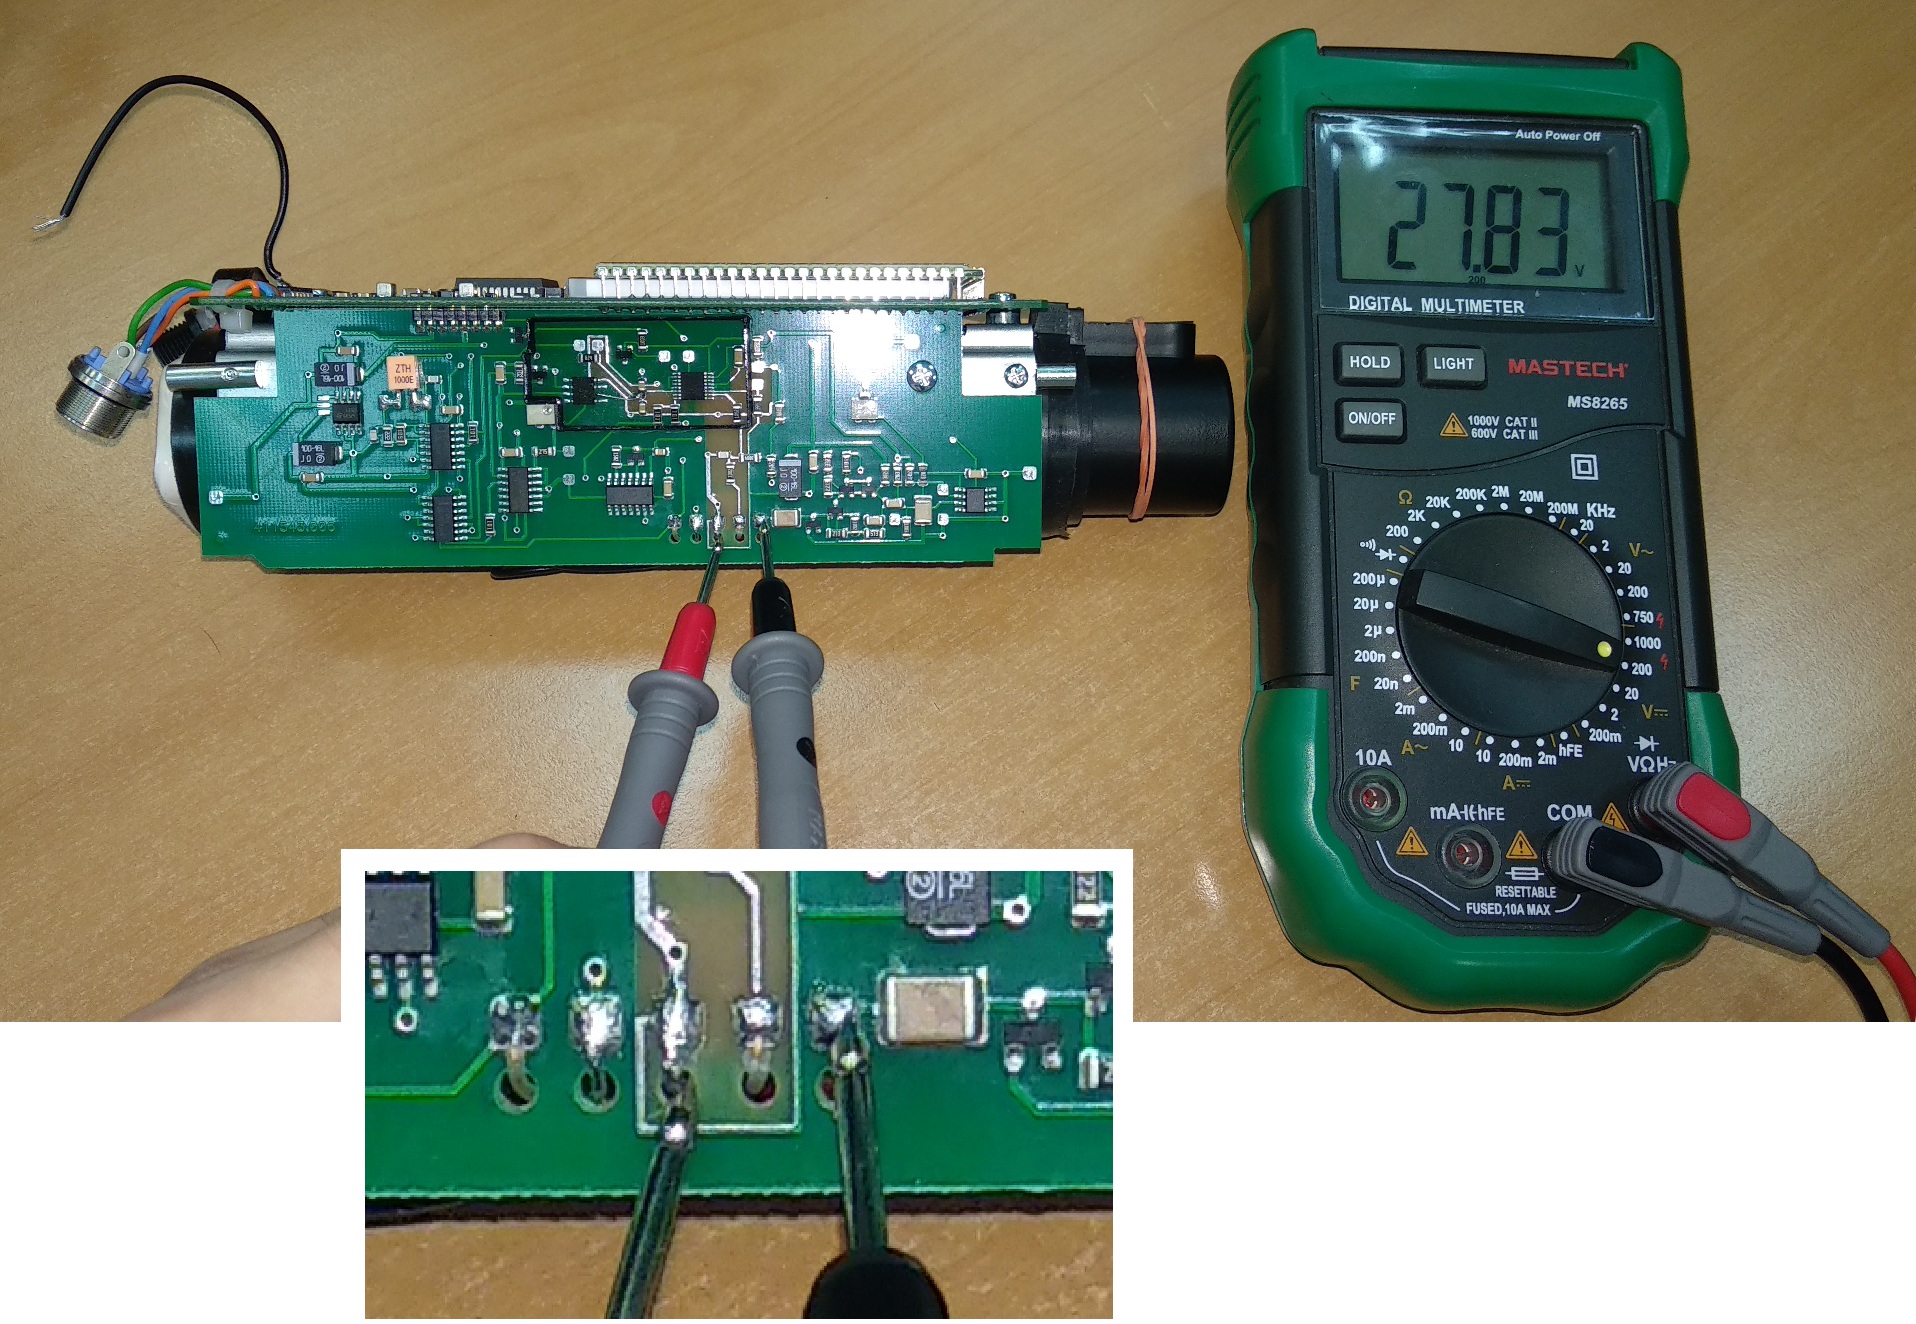 Auto Power Off
27.83 V
200
DIGITAL MULTIMETER
HOLD
LIGHT
MASTECH®
MS8265
ON/OFF
1000V CAT II
600V CAT III
Ω
200
2K
20K
200K
2M
20M
200M
KHz
20
2
V~
20
200
750
1000
200
20
2
V⎓
200m
hFE
2m
200m
10
A⎓
10
200m
2m
A~
20n
F
200n
2µ
20µ
200µ
10A
VΩHz
mA hFE
COM
RESETTABLE
FUSED,10A MAX
ZTH
1000E
100-16L